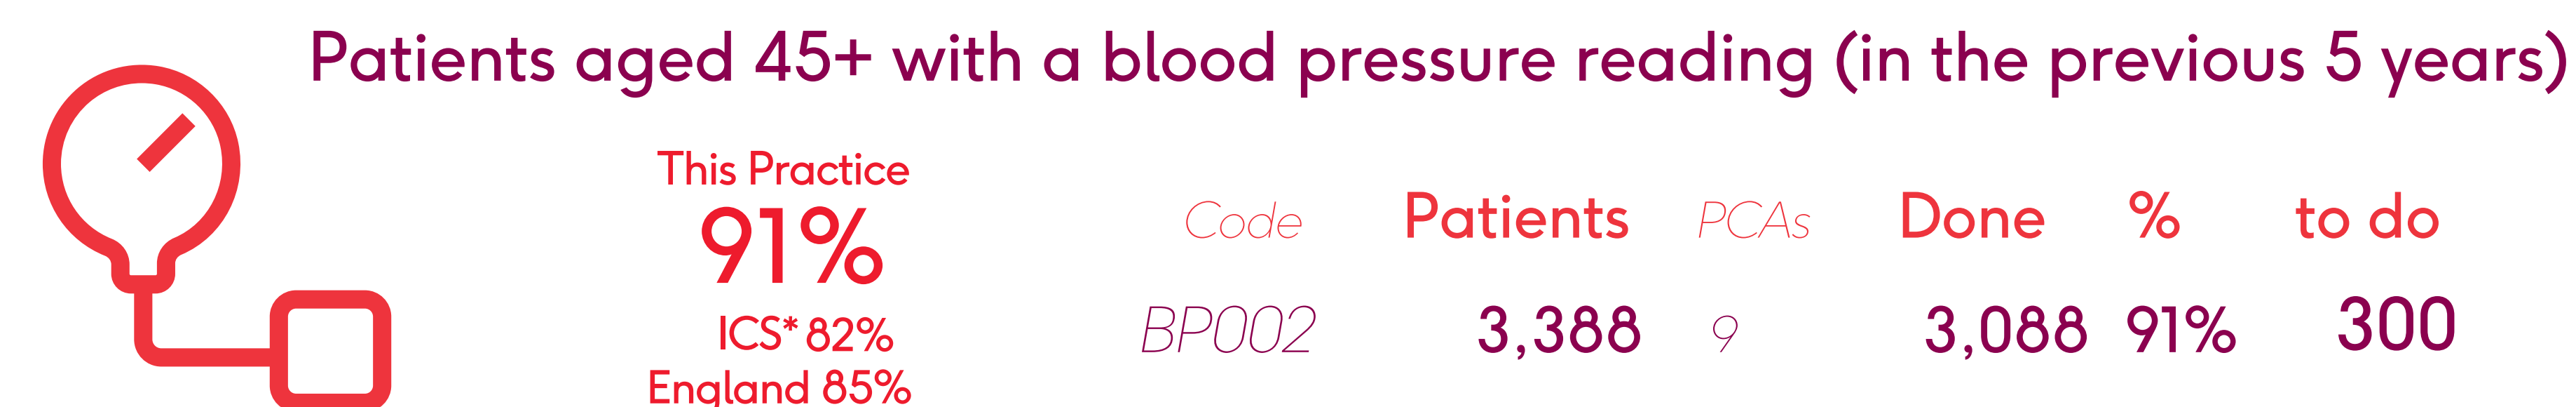 Patients aged 45+ with a blood pressure reading (in the previous 5 years)
This Practice
91%
ICS* 82%
England 85%
Code Patients PCAs Done % to do
BP002 3,388 9 3,088 91% 300